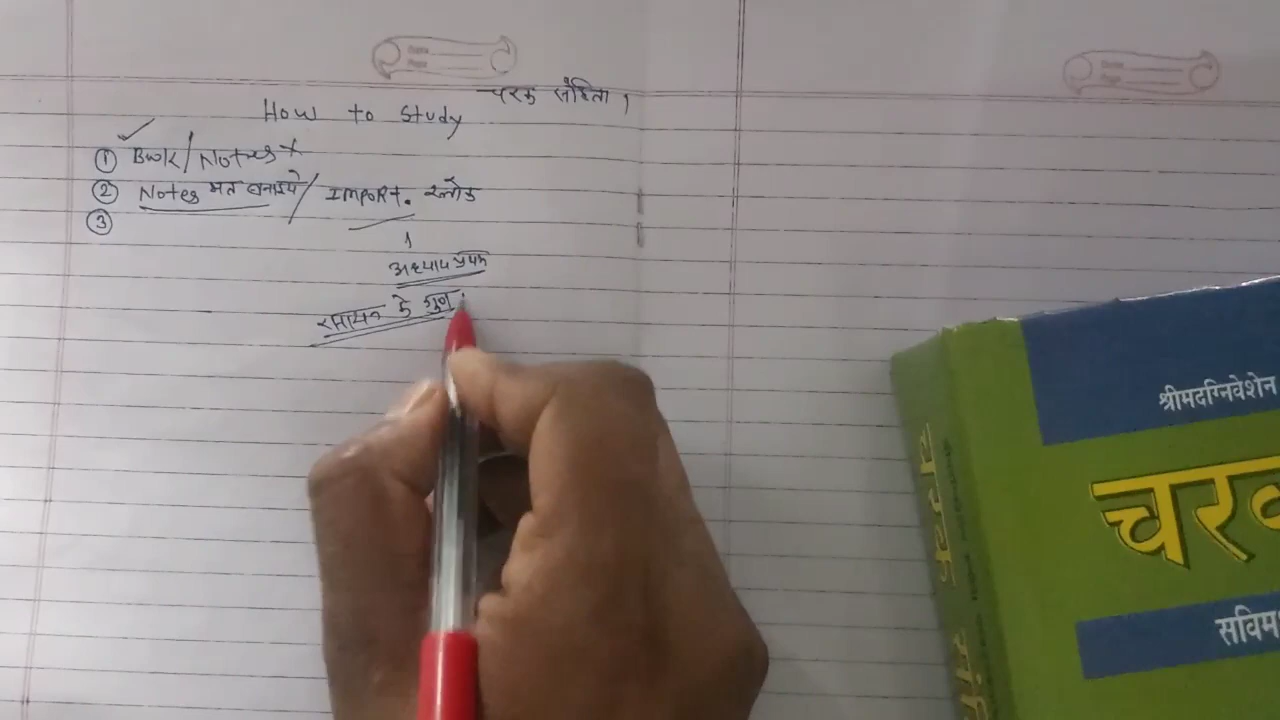 चरक संहिता ।
How to Study
① Book/Notes x
② Notes मत बनाइये / IMPORT. श्लोक
③
1
अध्याय प्रथम
रसायन के गुण
श्रीमदग्निवेशेन
चरक
सविम